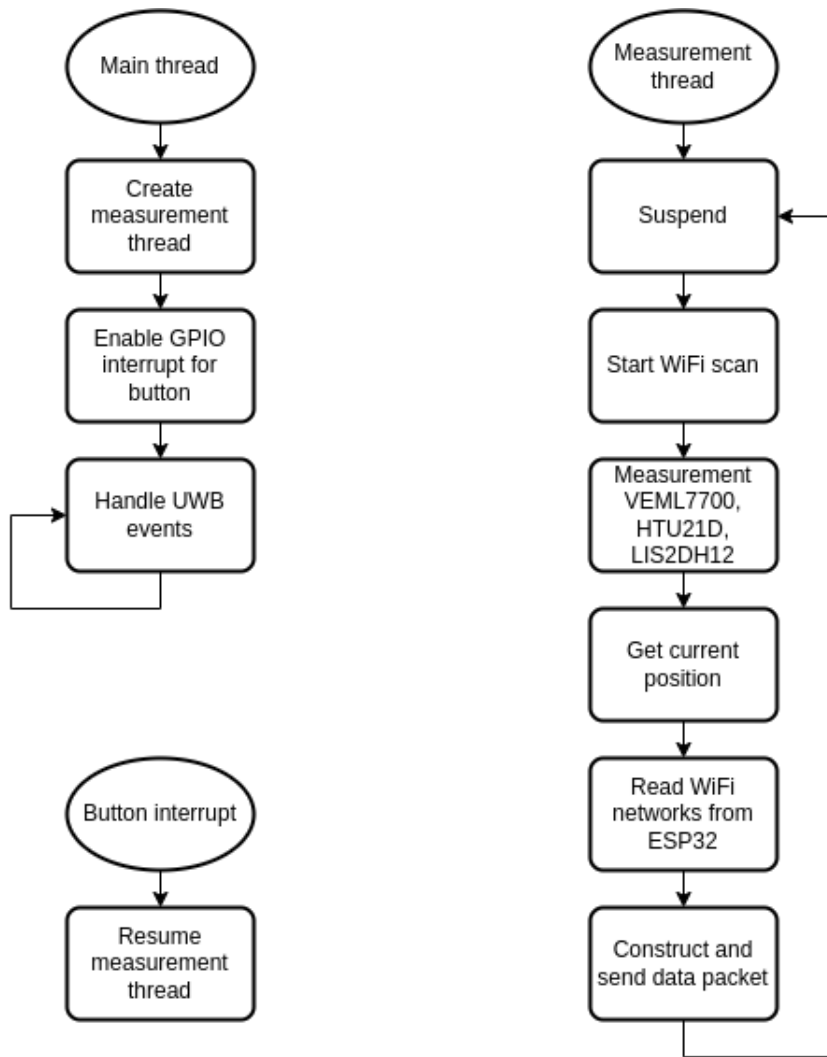 Main thread
Create
measurement
thread
Enable GPIO
interrupt for
button
Handle UWB
events
Button interrupt
Resume
measurement
thread
Measurement
thread
Suspend
Start WiFi scan
Measurement
VEML7700,
HTU21D,
LIS2DH12
Get current
position
Read WiFi
networks from
ESP32
Construct and
send data packet